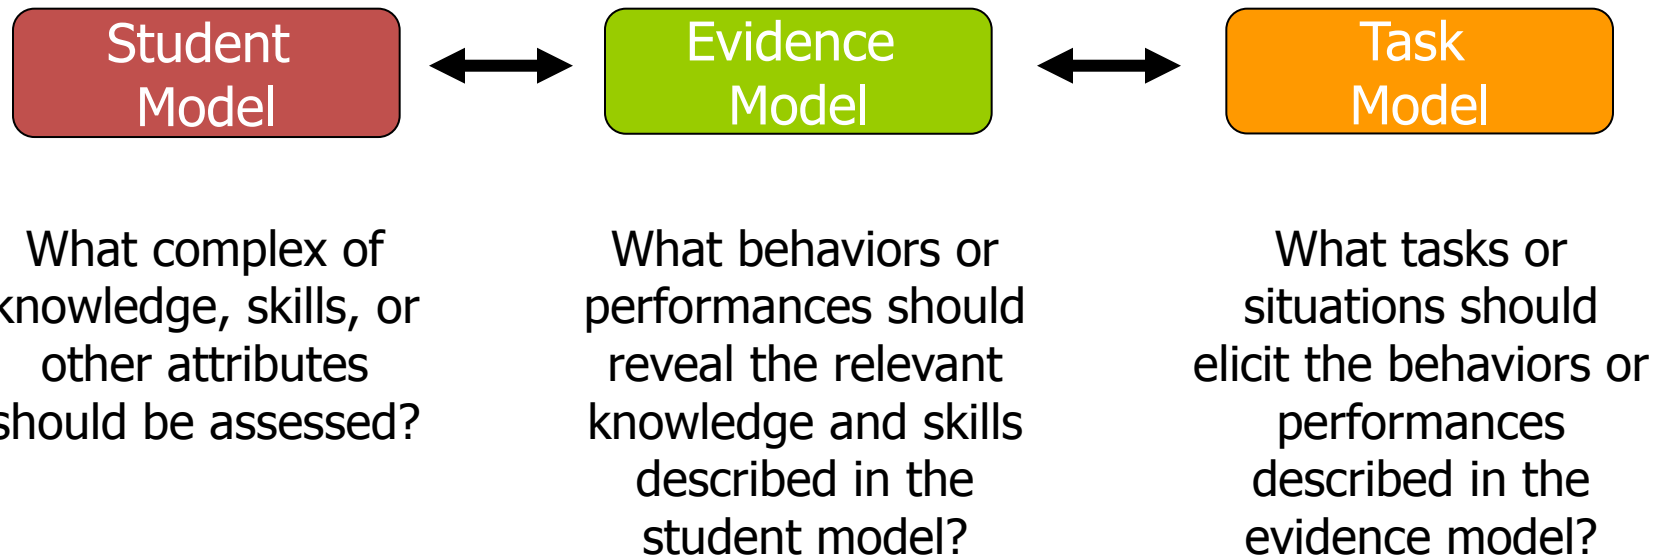 Student
Model
Evidence
Model
Task
Model
What complex of
knowledge, skills, or
other attributes
should be assessed?
What behaviors or
performances should
reveal the relevant
knowledge and skills
described in the
student model?
What tasks or
situations should
elicit the behaviors or
performances
described in the
evidence model?